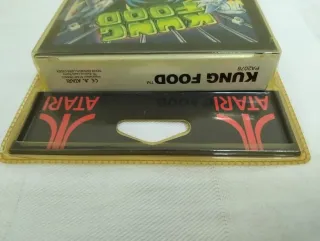 KUNG
FOOD
KUNG FOOD™
PA2078
ATARI
ATARI